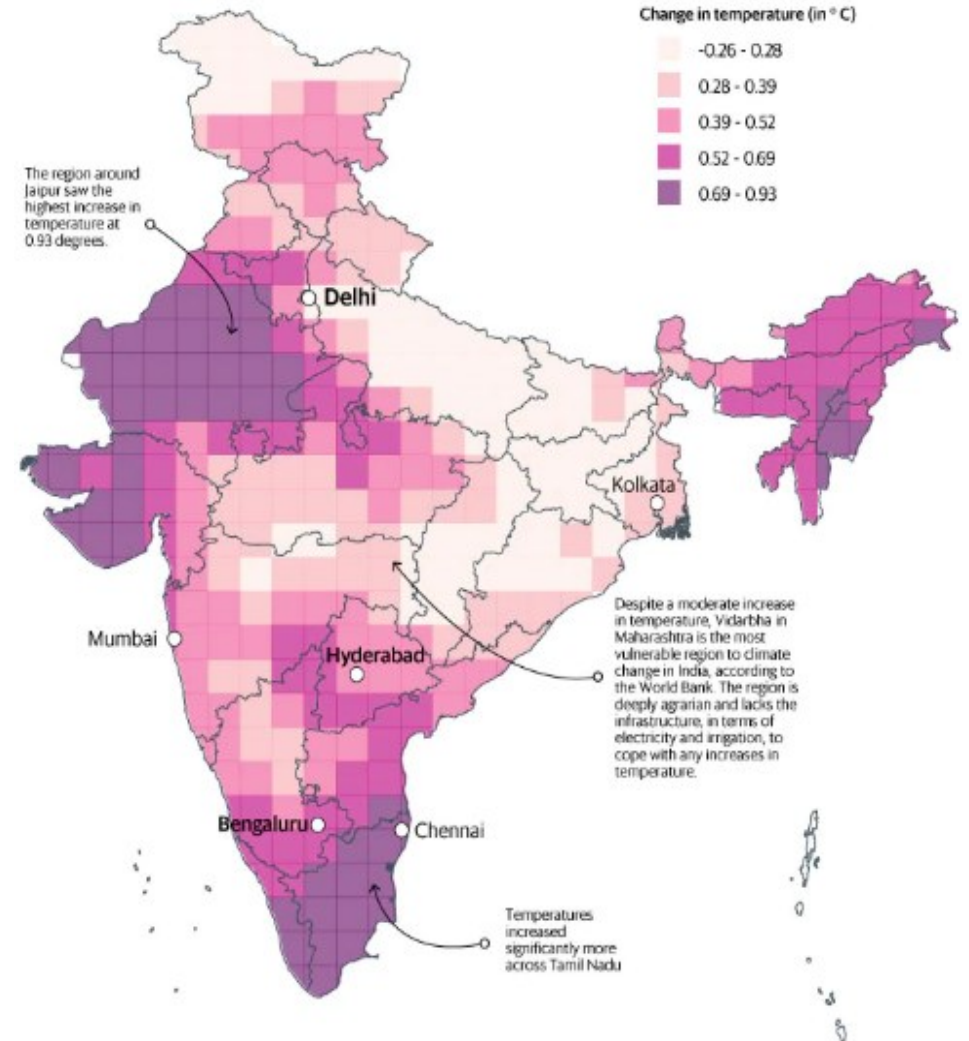 Change in temperature (in ° C)
-0.26 - 0.28
0.28 - 0.39
0.39 - 0.52
0.52 - 0.69
0.69 - 0.93
The region around
Jaipur saw the
highest increase in
temperature at
0.93 degrees.
Delhi
Kolkata
Mumbai
Hyderabad
Despite a moderate increase
in temperature, Vidarbha in
Maharashtra is the most
vulnerable region to climate
change in India, according to
the World Bank. The region is
deeply agrarian and lacks the
infrastructure, in terms of
electricity and irrigation, to
cope with any increases in
temperature.
Bengaluru
Chennai
Temperatures
increased
significantly more
across Tamil Nadu